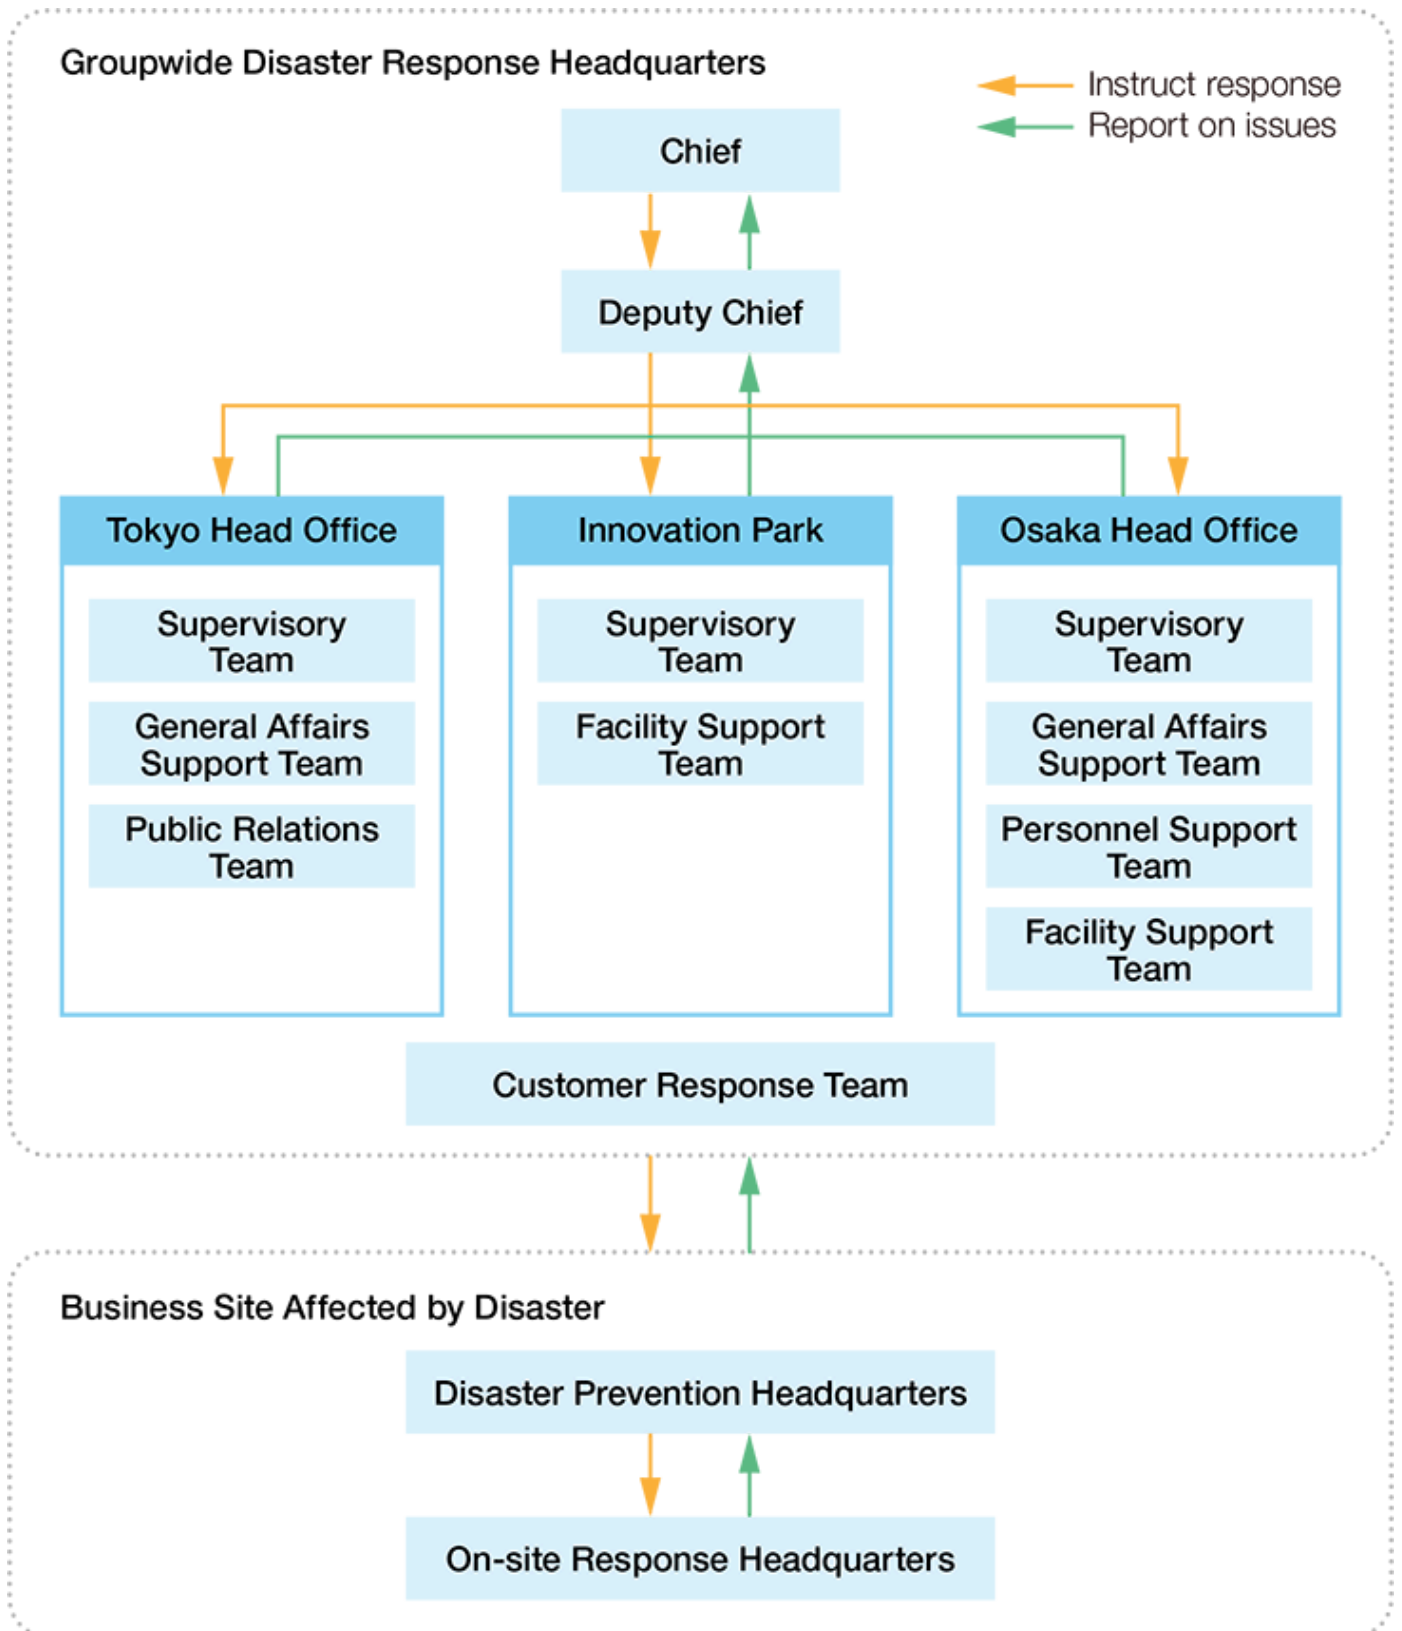 Groupwide Disaster Response Headquarters
Instruct response
Report on issues
Chief
Deputy Chief
Tokyo Head Office
Supervisory
Team
General Affairs
Support Team
Public Relations
Team
Innovation Park
Supervisory
Team
Facility Support
Team
Osaka Head Office
Supervisory
Team
General Affairs
Support Team
Personnel Support
Team
Facility Support
Team
Customer Response Team
Business Site Affected by Disaster
Disaster Prevention Headquarters
On-site Response Headquarters